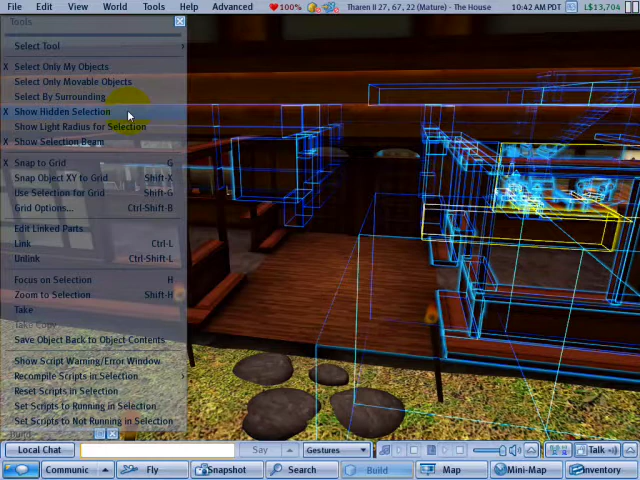 File Edit View World Tools Help Advanced 100% Tharen II 27, 67, 22 (Mature) - The House 10:42 AM PDT L$13,704
Tools
Select Tool
X Select Only My Objects
Select Only Movable Objects
Select By Surrounding
X Show Hidden Selection
Show Light Radius for Selection
X Show Selection Beam
X Snap to Grid G
Snap Object XY to Grid Shift-X
Use Selection for Grid Shift-G
Grid Options... Ctrl-Shift-B
Edit Linked Parts
Link Ctrl-L
Unlink Ctrl-Shift-L
Focus on Selection H
Zoom to Selection Shift-H
Take
Take Copy
Save Object Back to Object Contents
Show Script Warning/Error Window
Recompile Scripts in Selection
Reset Scripts in Selection
Set Scripts to Running in Selection
Set Scripts to Not Running in Selection
Build
Local Chat Say Gestures Talk
Communic Fly Snapshot Search Build Map Mini-Map Inventory